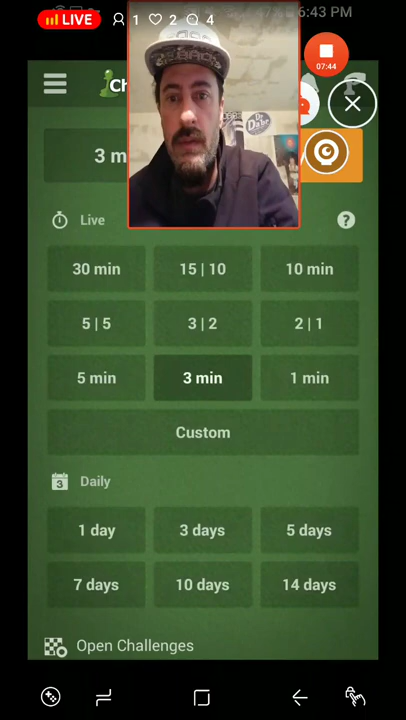 LIVE 1 2 4
6:43 PM
07:44
Ch
3 m
Live
?
30 min 15 | 10 10 min
5 | 5 3 | 2 2 | 1
5 min 3 min 1 min
Custom
3 Daily
1 day 3 days 5 days
7 days 10 days 14 days
Open Challenges